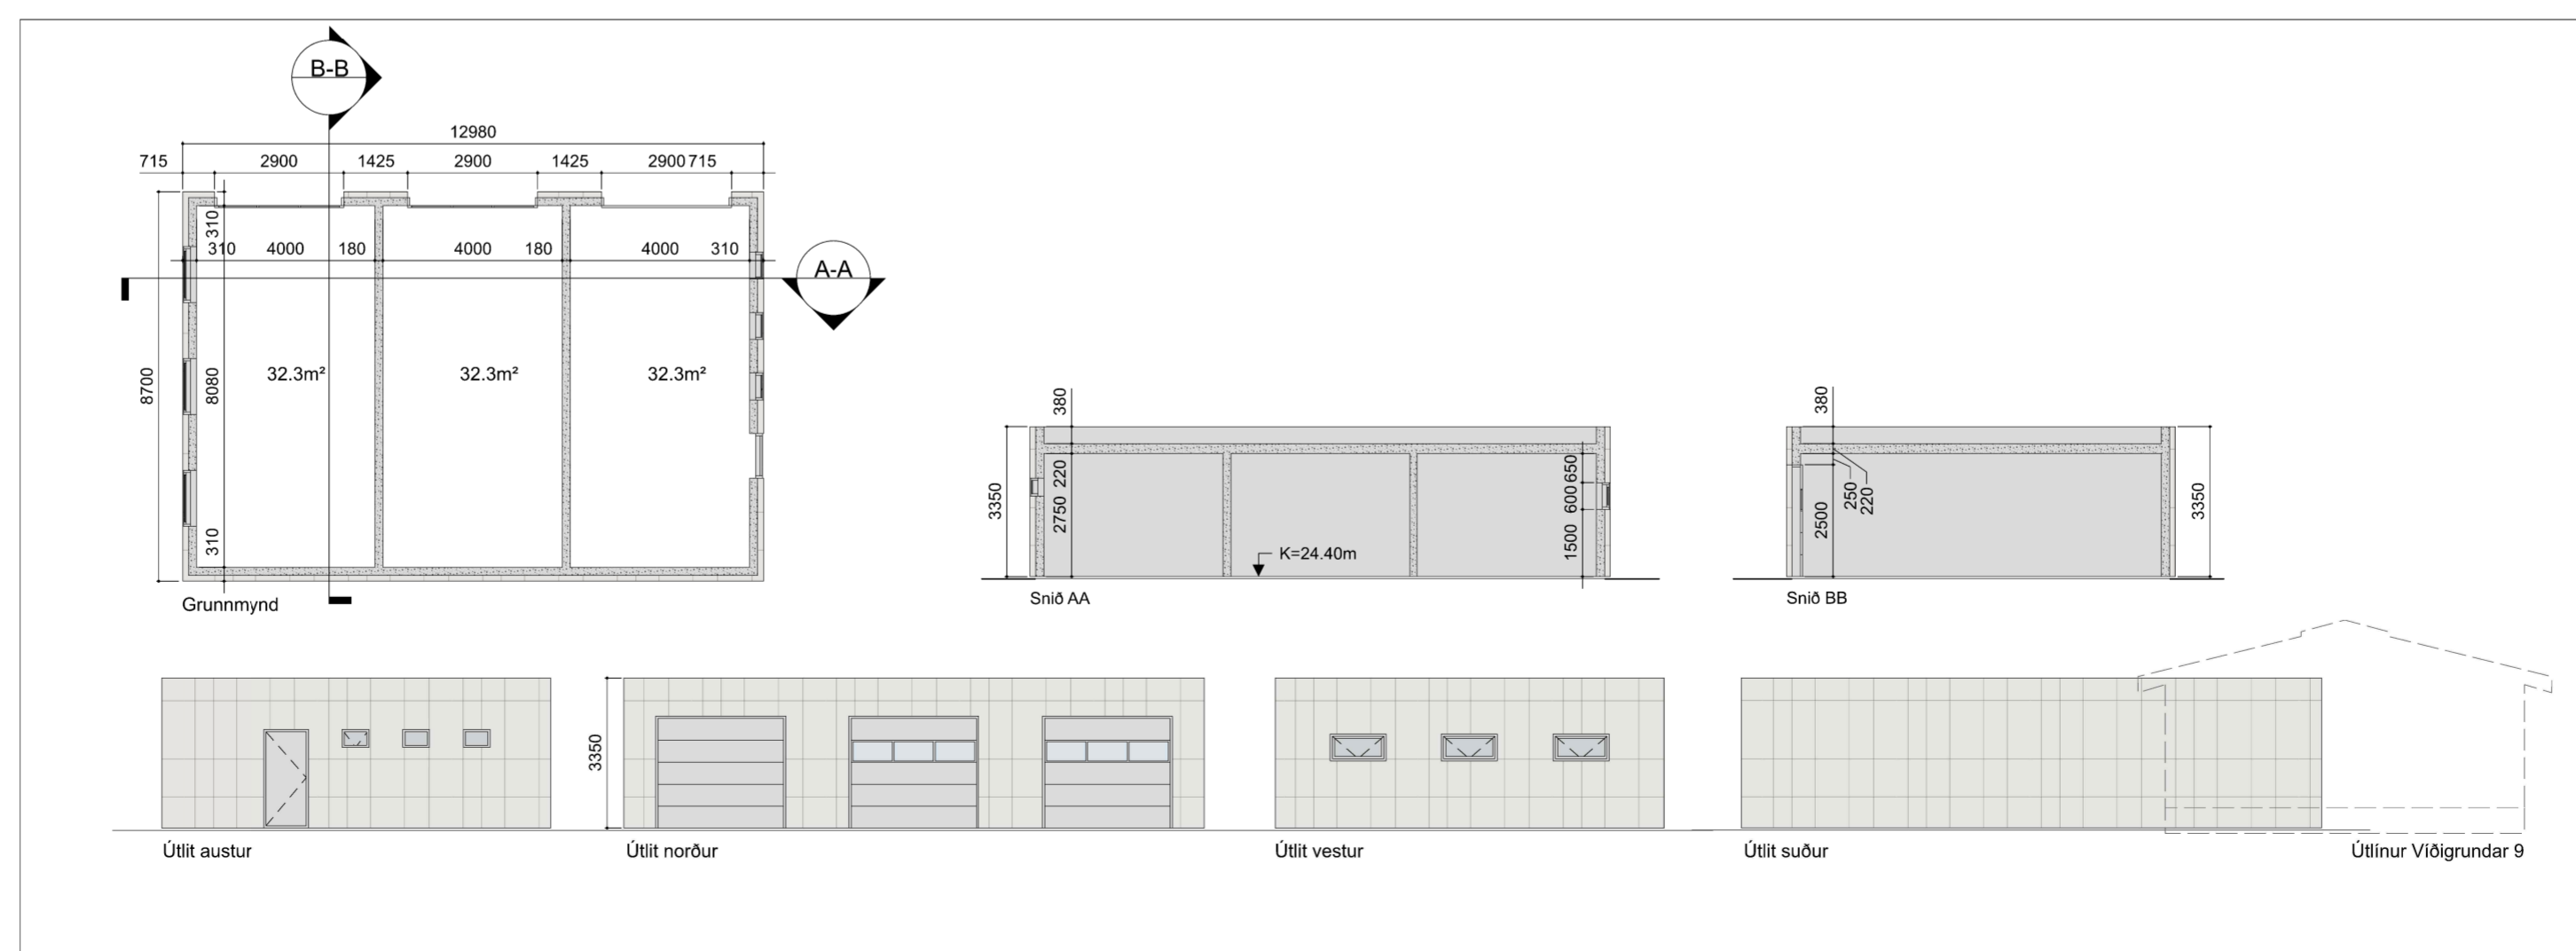 B-B
12980
715 2900 1425 2900 1425 2900 715
310
310 4000 180 4000 180 4000 310
A-A
8700
8080
32.3m² 32.3m² 32.3m²
310
Grunnmynd
380
3350
220
2750
650
600
1500
K=24.40m
Snið AA
380
250
220
2500
3350
Snið BB
3350
Útlit austur
Útlit norður
Útlit vestur
Útlit suður
Útlínur Víðigrundar 9